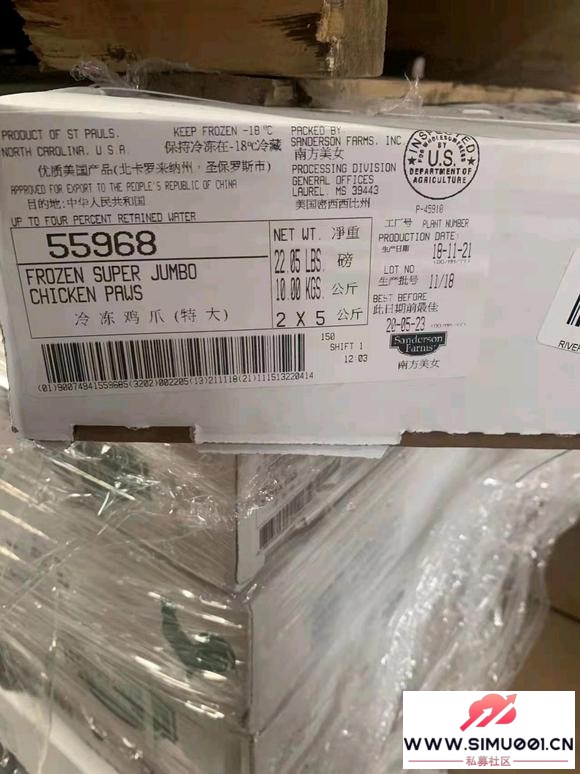 PRODUCT OF ST PAULS,
NORTH CAROLINA, U.S.A
优质美国产品(北卡罗来纳州,圣保罗斯市)
APPROVED FOR EXPORT TO THE PEOPLE'S REPUBLIC OF CHINA
目的地:中华人民共和国
UP TO FOUR PERCENT RETAINED WATER
KEEP FROZEN -18 ℃
保持冷冻在-18℃冷藏
PACKED BY
SANDERSON FARMS, INC.
南方美女
PROCESSING DIVISION
GENERAL OFFICES
LAUREL, MS 39443
美国密西西比州
INSPECTED
FOR WHOLESOMENESS
BY
U.S.
DEPARTMENT OF
AGRICULTURE
P-45910
工厂号 PLANT NUMBER
PRODUCTION DATE:
生产日期 18-11-21
LOT NO
生产批号 11/18
BEST BEFORE
此日期前最佳
20-05-23
Sanderson
Farms
南方美女
55968
FROZEN SUPER JUMBO
CHICKEN PAWS
冷冻鸡爪(特大)
NET WT. 淨重
22.05 LBS. 磅
10.00 KGS. 公斤
2 X 5 公斤
150
SHIFT 1
12:03
(01)90074941559685(3202)002205(13)211118(21)111513220414
RIVER
WWW.SIMU001.CN
私募社区